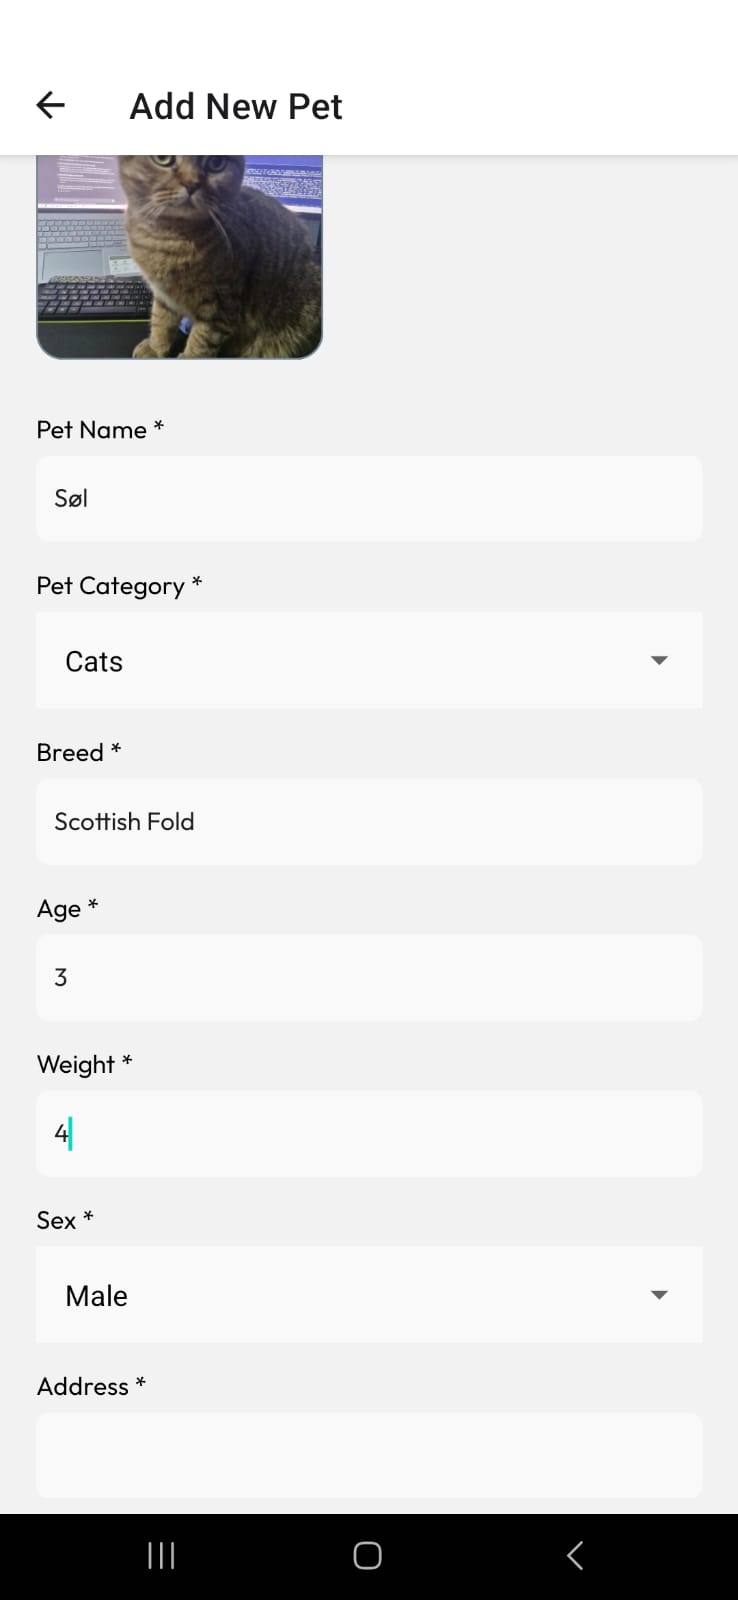 Add New Pet
Pet Name *
Søl
Pet Category *
Cats
Breed *
Scottish Fold
Age *
3
Weight *
4
Sex *
Male
Address *